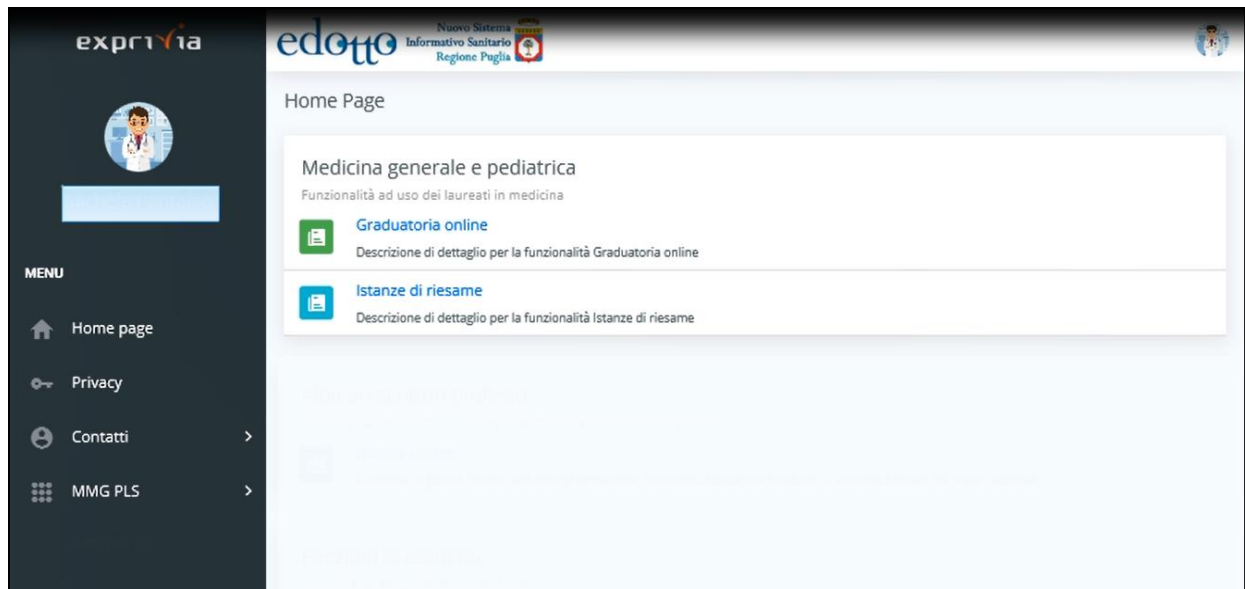 exprivia
edotto
Nuovo Sistema
Informativo Sanitario
Regione Puglia
Home Page
Medicina generale e pediatrica
Funzionalità ad uso dei laureati in medicina
Graduatoria online
Descrizione di dettaglio per la funzionalità Graduatoria online
Istanze di riesame
Descrizione di dettaglio per la funzionalità Istanze di riesame
MENU
Home page
Privacy
Contatti
MMG PLS